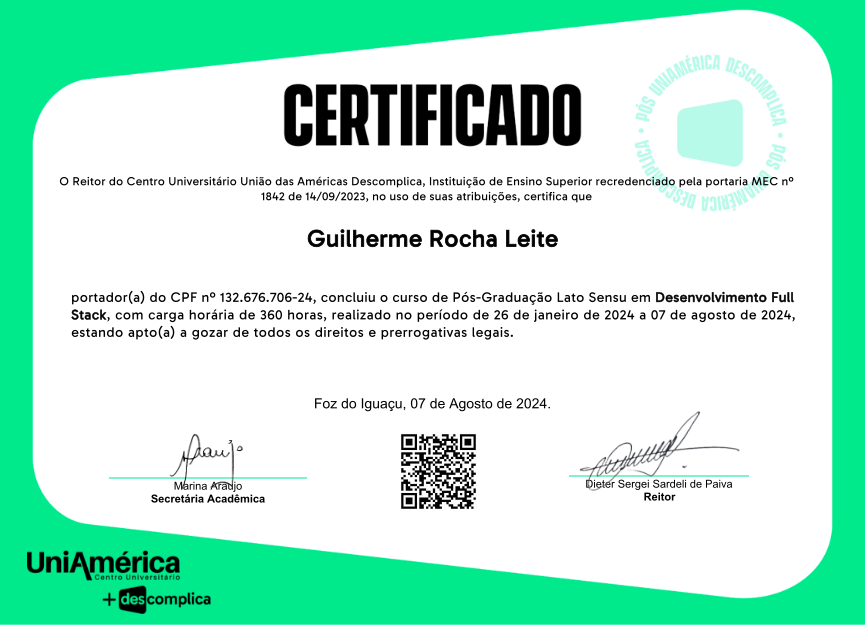 PÓS UNIAMÉRICA DESCOMPLICA • PÓS UNIAMÉRICA DESCOMPLICA •
CERTIFICADO
O Reitor do Centro Universitário União das Américas Descomplica, Instituição de Ensino Superior recredenciado pela portaria MEC nº
1842 de 14/09/2023, no uso de suas atribuições, certifica que
Guilherme Rocha Leite
portador(a) do CPF nº 132.676.706-24, concluiu o curso de Pós-Graduação Lato Sensu em Desenvolvimento Full
Stack, com carga horária de 360 horas, realizado no período de 26 de janeiro de 2024 a 07 de agosto de 2024,
estando apto(a) a gozar de todos os direitos e prerrogativas legais.
Foz do Iguaçu, 07 de Agosto de 2024.
Araujo
Marina Araújo
Secretária Acadêmica
Dieter Sergei Sardeli de Paiva
Reitor
UniAmérica
Centro Universitário
+ descomplica